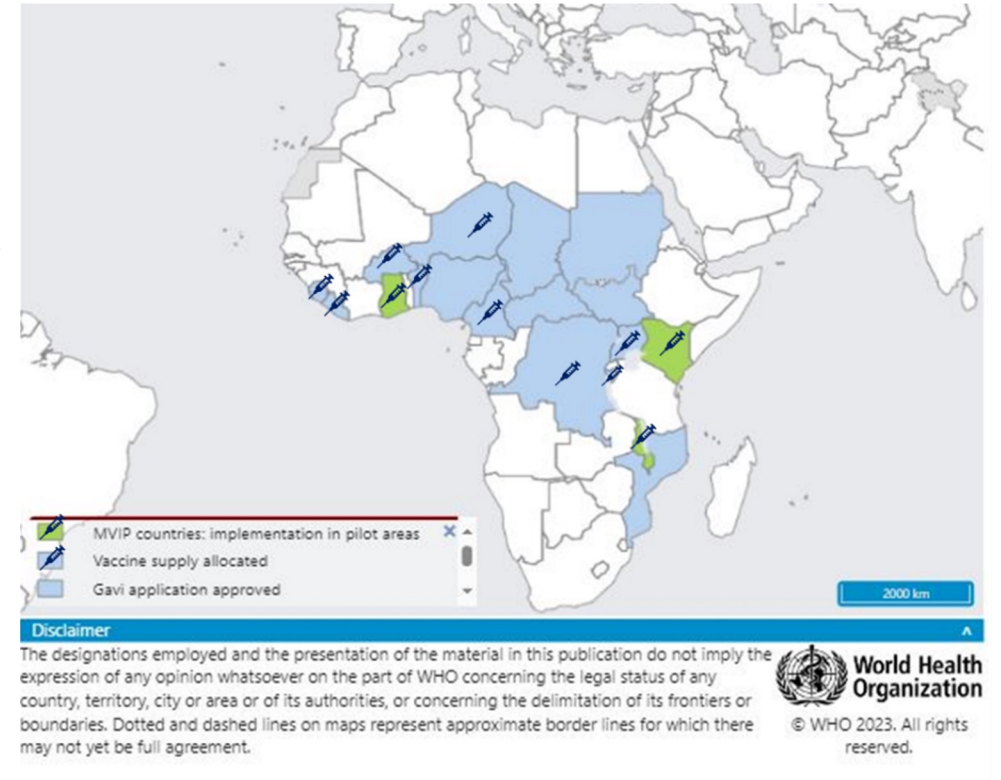 MVIP countries: implementation in pilot areas
Vaccine supply allocated
Gavi application approved
2000 km
Disclaimer
The designations employed and the presentation of the material in this publication do not imply the
expression of any opinion whatsoever on the part of WHO concerning the legal status of any
country, territory, city or area or of its authorities, or concerning the delimitation of its frontiers or
boundaries. Dotted and dashed lines on maps represent approximate border lines for which there
may not yet be full agreement.
World Health
Organization
© WHO 2023. All rights
reserved.